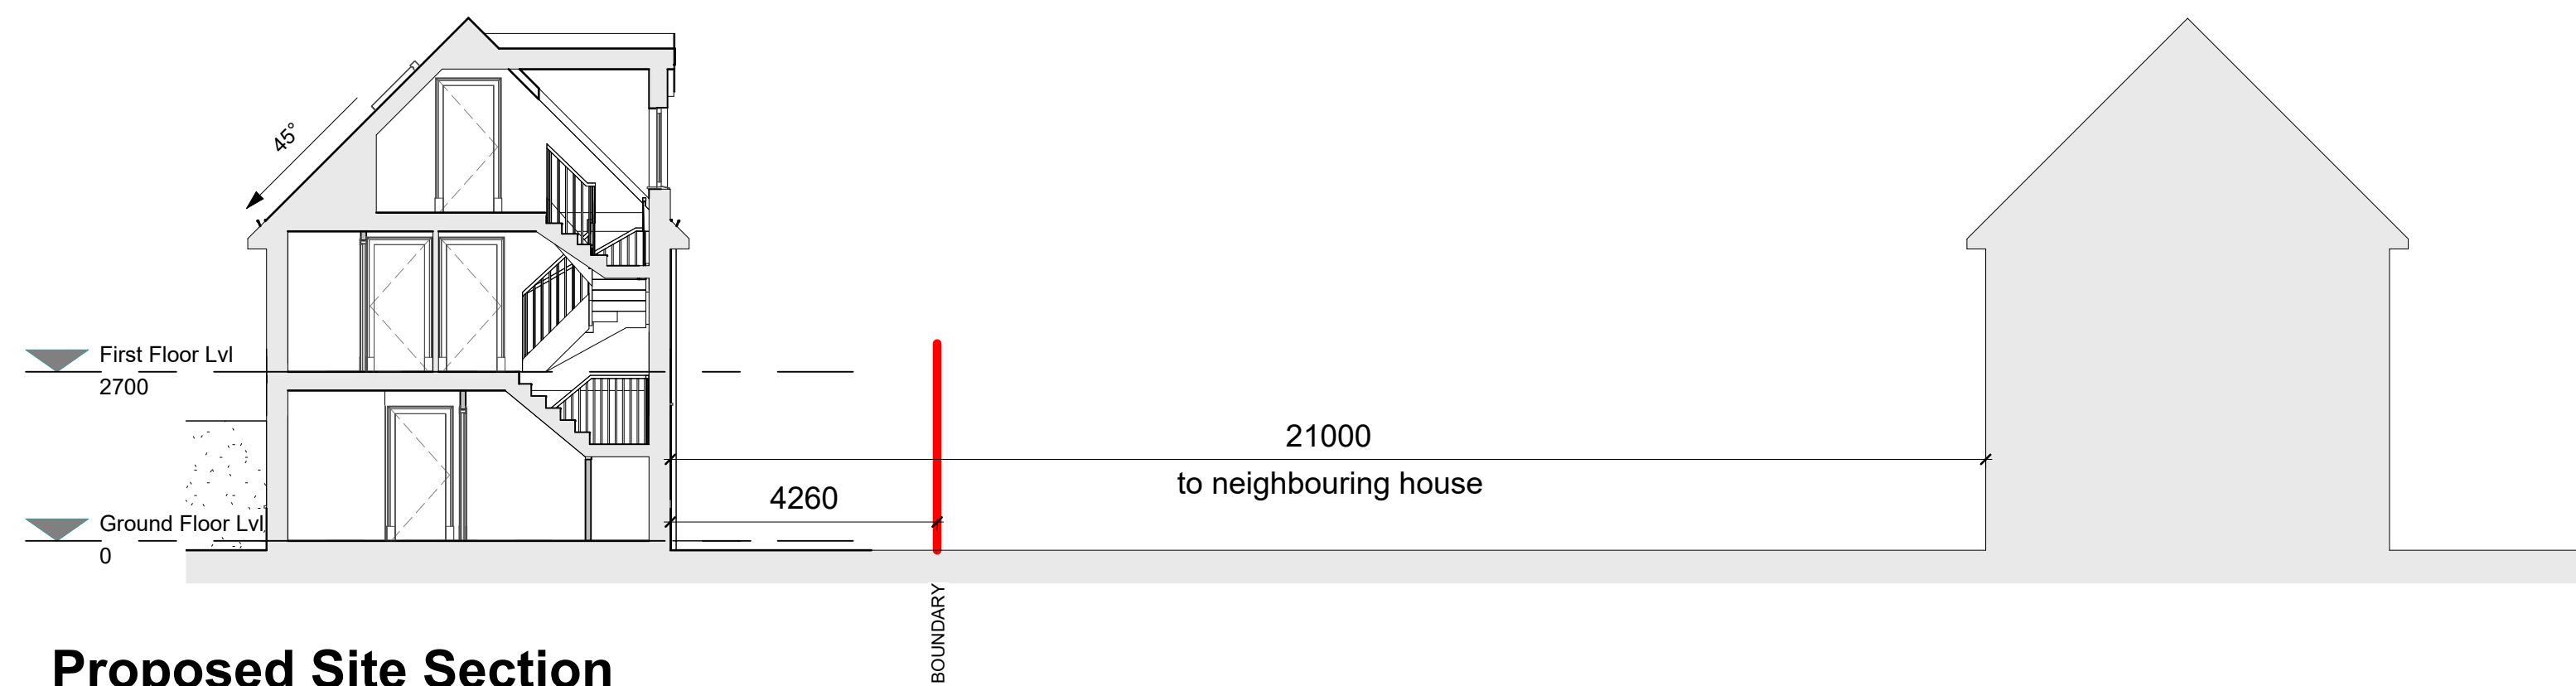 45°
First Floor Lvl
2700
21000
to neighbouring house
4260
Ground Floor Lvl
0
BOUNDARY
Proposed Site Section